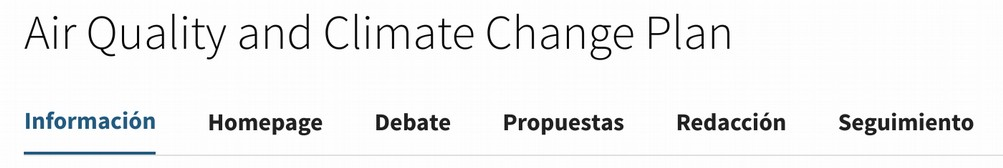 Air Quality and Climate Change Plan
Información Homepage Debate Propuestas Redacción Seguimiento